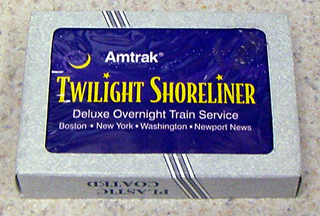 Amtrak®
TWILIGHT SHORELINER
Deluxe Overnight Train Service
Boston • New York • Washington • Newport News
PLASTIC
COATED